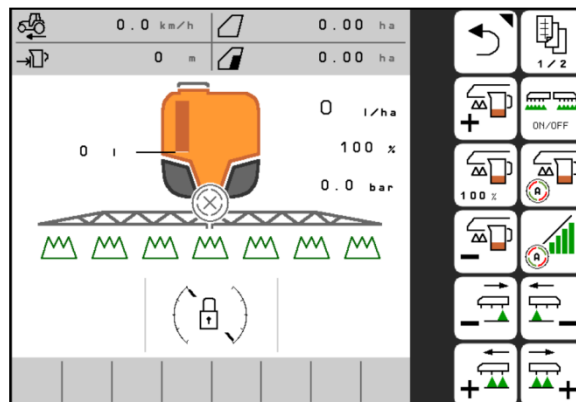 0.0 km/h
0.00 ha
0 m
0.00 ha
1/2
0 l/ha
0 l
100 %
0.0 bar
+
ON/OFF
100 %
A
-
A
-
-
+
+